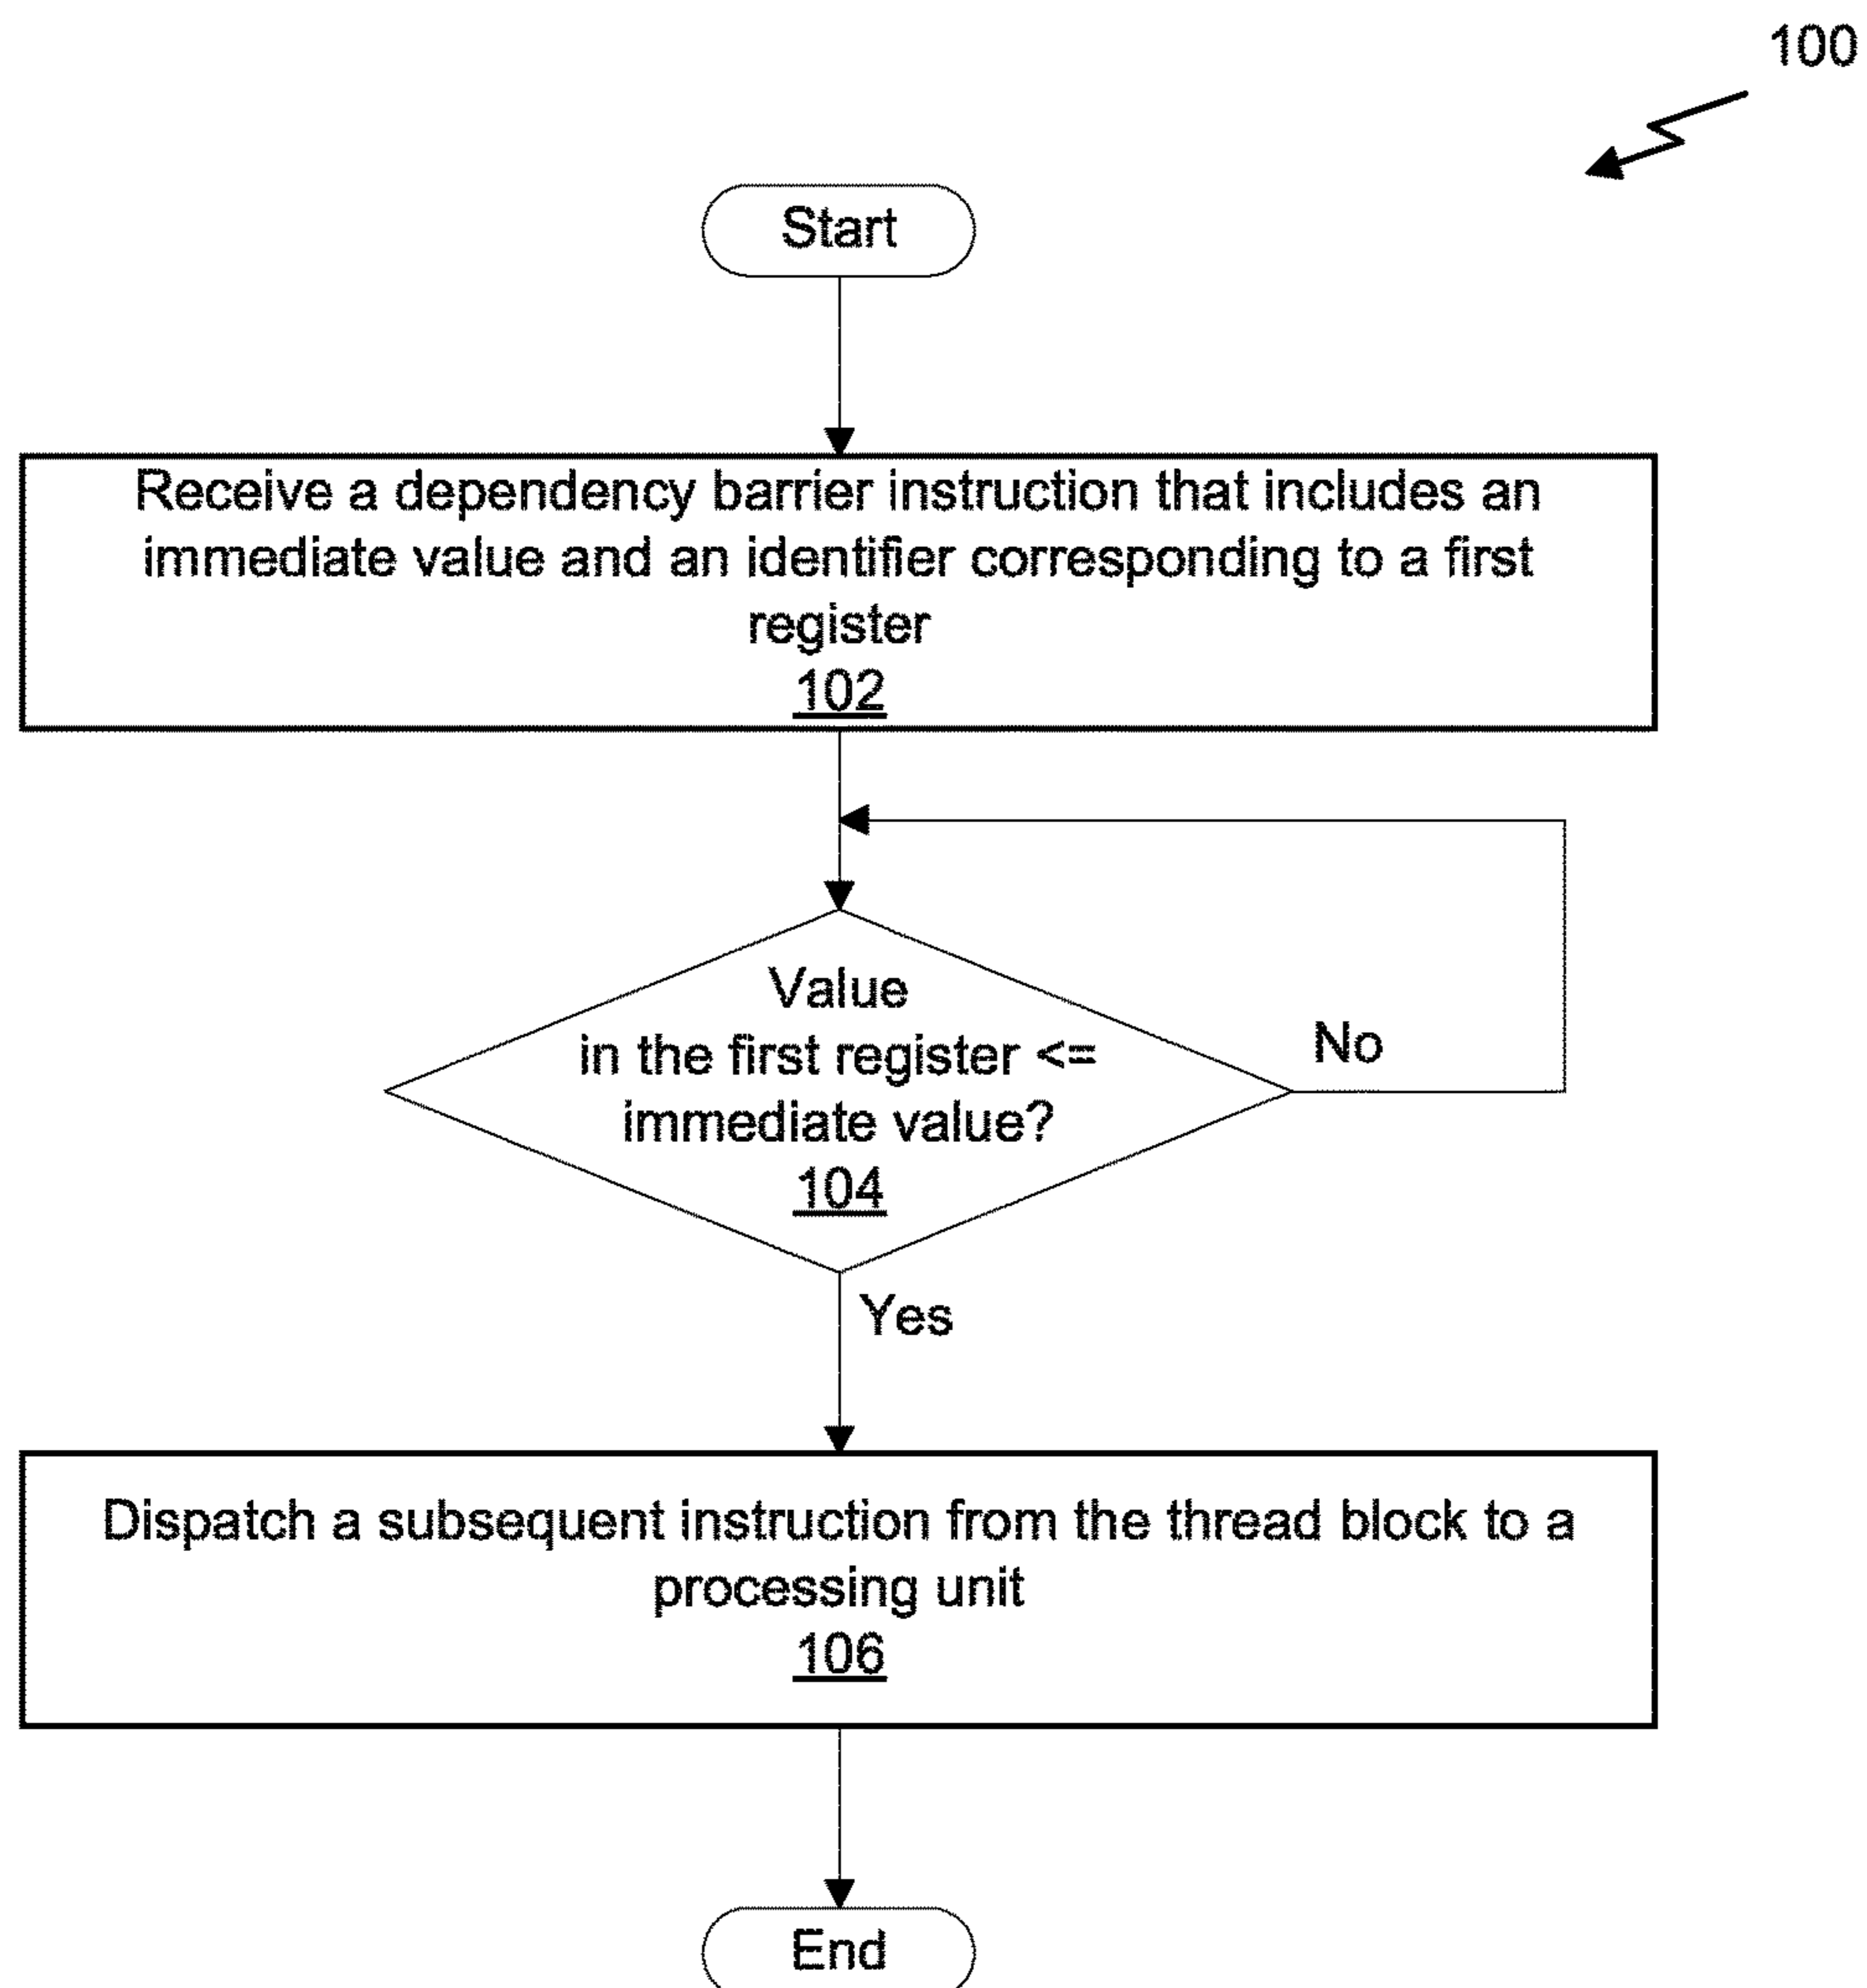 100
Start
Receive a dependency barrier instruction that includes an
immediate value and an identifier corresponding to a first
register
102
Value
in the first register <=
immediate value?
104
No
Yes
Dispatch a subsequent instruction from the thread block to a
processing unit
106
End